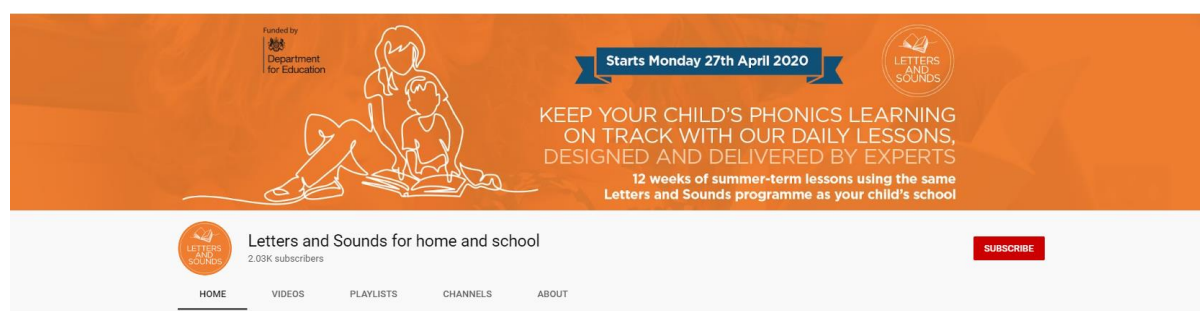 Funded by
Department
for Education
Starts Monday 27th April 2020
LETTERS
AND
SOUNDS
KEEP YOUR CHILD'S PHONICS LEARNING
ON TRACK WITH OUR DAILY LESSONS,
DESIGNED AND DELIVERED BY EXPERTS
12 weeks of summer-term lessons using the same
Letters and Sounds programme as your child's school
LETTERS
AND
SOUNDS
Letters and Sounds for home and school
2.03K subscribers
SUBSCRIBE
HOME VIDEOS PLAYLISTS CHANNELS ABOUT